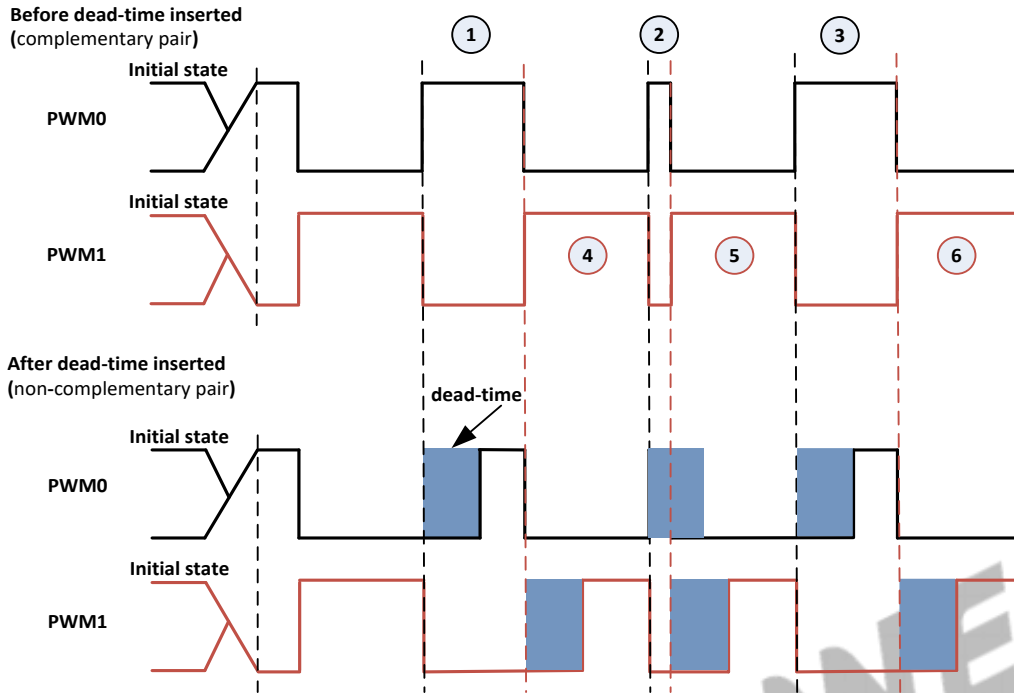 Before dead-time inserted
(complementary pair)
1
2
3
Initial state
PWM0
Initial state
PWM1
4
5
6
After dead-time inserted
(non-complementary pair)
dead-time
Initial state
PWM0
Initial state
PWM1